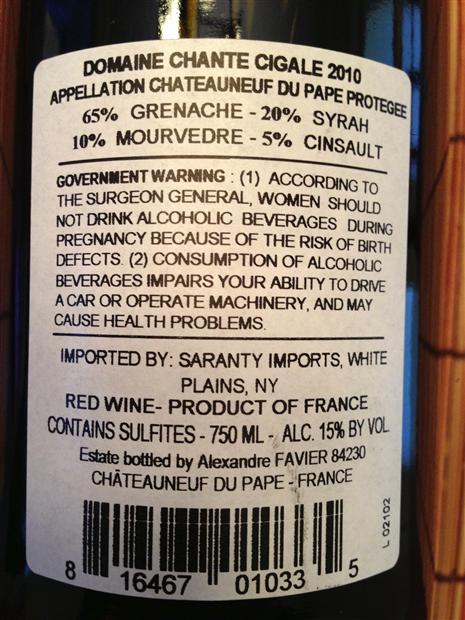 DOMAINE CHANTE CIGALE 2010
APPELLATION CHATEAUNEUF DU PAPE PROTEGEE
65% GRENACHE - 20% SYRAH
10% MOURVEDRE - 5% CINSAULT
GOVERNMENT WARNING : (1) ACCORDING TO
THE SURGEON GENERAL, WOMEN SHOULD
NOT DRINK ALCOHOLIC BEVERAGES DURING
PREGNANCY BECAUSE OF THE RISK OF BIRTH
DEFECTS. (2) CONSUMPTION OF ALCOHOLIC
BEVERAGES IMPAIRS YOUR ABILITY TO DRIVE
A CAR OR OPERATE MACHINERY, AND MAY
CAUSE HEALTH PROBLEMS.
IMPORTED BY: SARANTY IMPORTS, WHITE
PLAINS, NY
RED WINE- PRODUCT OF FRANCE
CONTAINS SULFITES - 750 ML - ALC. 15% BY VOL
Estate bottled by Alexandre FAVIER 84230
CHÂTEAUNEUF DU PAPE - FRANCE
L 02102
8 16467 01033 5